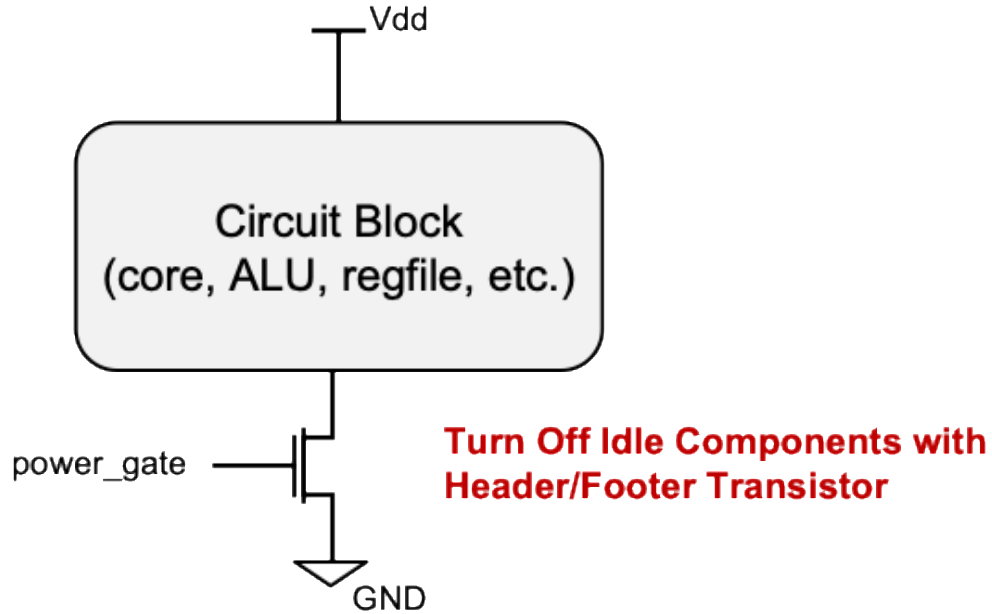 Vdd
Circuit Block
(core, ALU, regfile, etc.)
power_gate
Turn Off Idle Components with
Header/Footer Transistor
GND